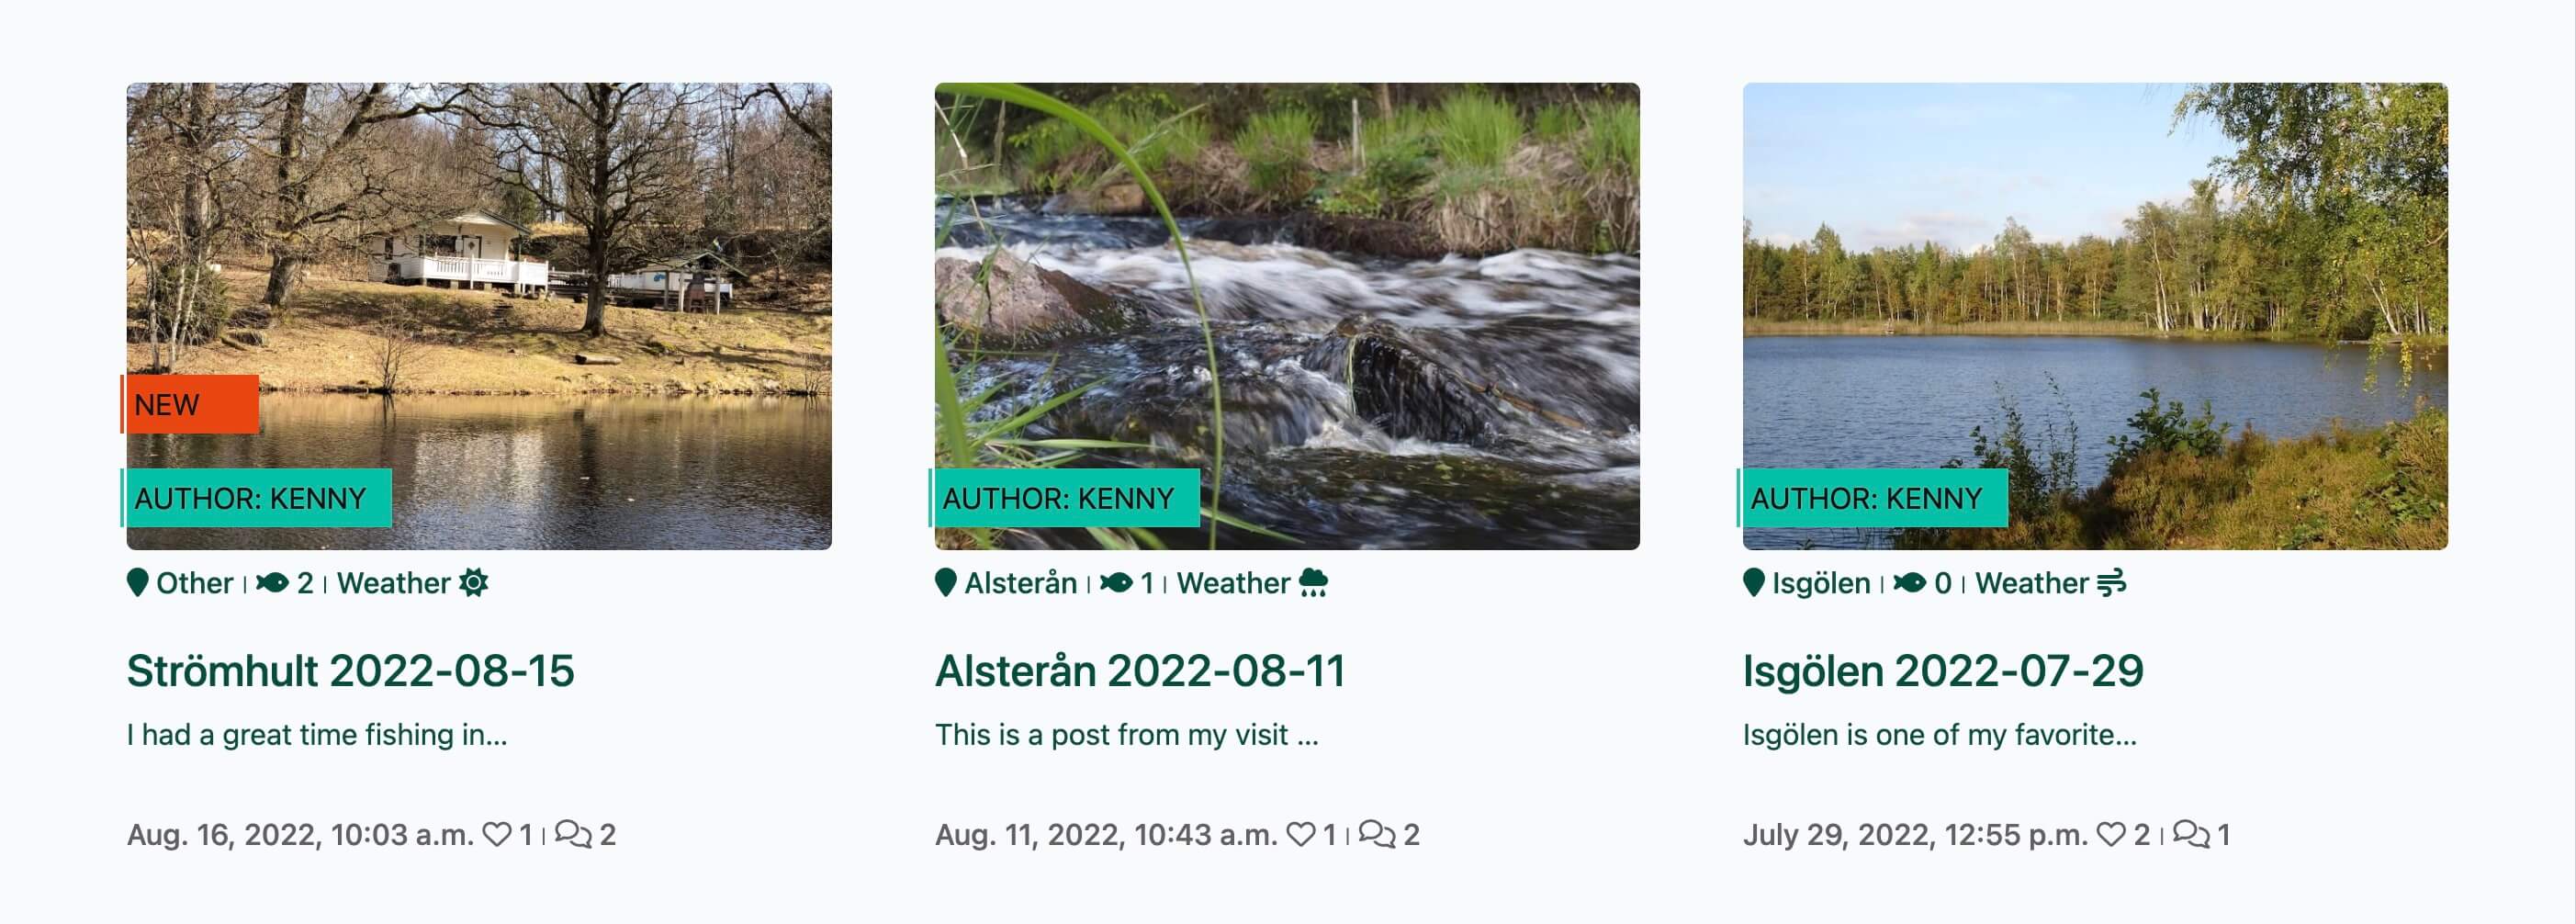 NEW
AUTHOR: KENNY
Other | 2 | Weather
Strömhult 2022-08-15
I had a great time fishing in...
Aug. 16, 2022, 10:03 a.m. 1 | 2
AUTHOR: KENNY
Alsterån | 1 | Weather
Alsterån 2022-08-11
This is a post from my visit ...
Aug. 11, 2022, 10:43 a.m. 1 | 2
AUTHOR: KENNY
Isgölen | 0 | Weather
Isgölen 2022-07-29
Isgölen is one of my favorite...
July 29, 2022, 12:55 p.m. 2 | 1